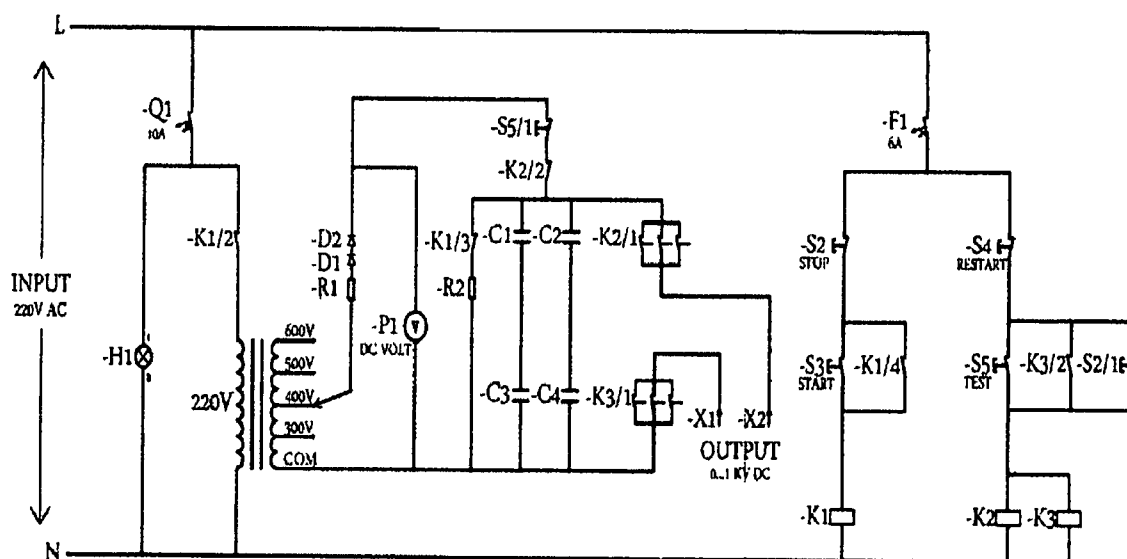 L
-Q1
10A
-S5/1
-F1
6A
-K2/2
-K1/2
-D2
-D1
-R1
-K1/3
-R2
-C1
-C2
-K2/1
-S2
STOP
-S4
RESTART
INPUT
220V AC
-H1
220V
600V
500V
400V
300V
COM
-P1
V
DC VOLT
-C3
-C4
-K3/1
-X1
-X2
OUTPUT
0...1 KV DC
-S3
START
-K1/4
-S5
TEST
-K3/2
-S2/1
-K1
-K2
-K3
N